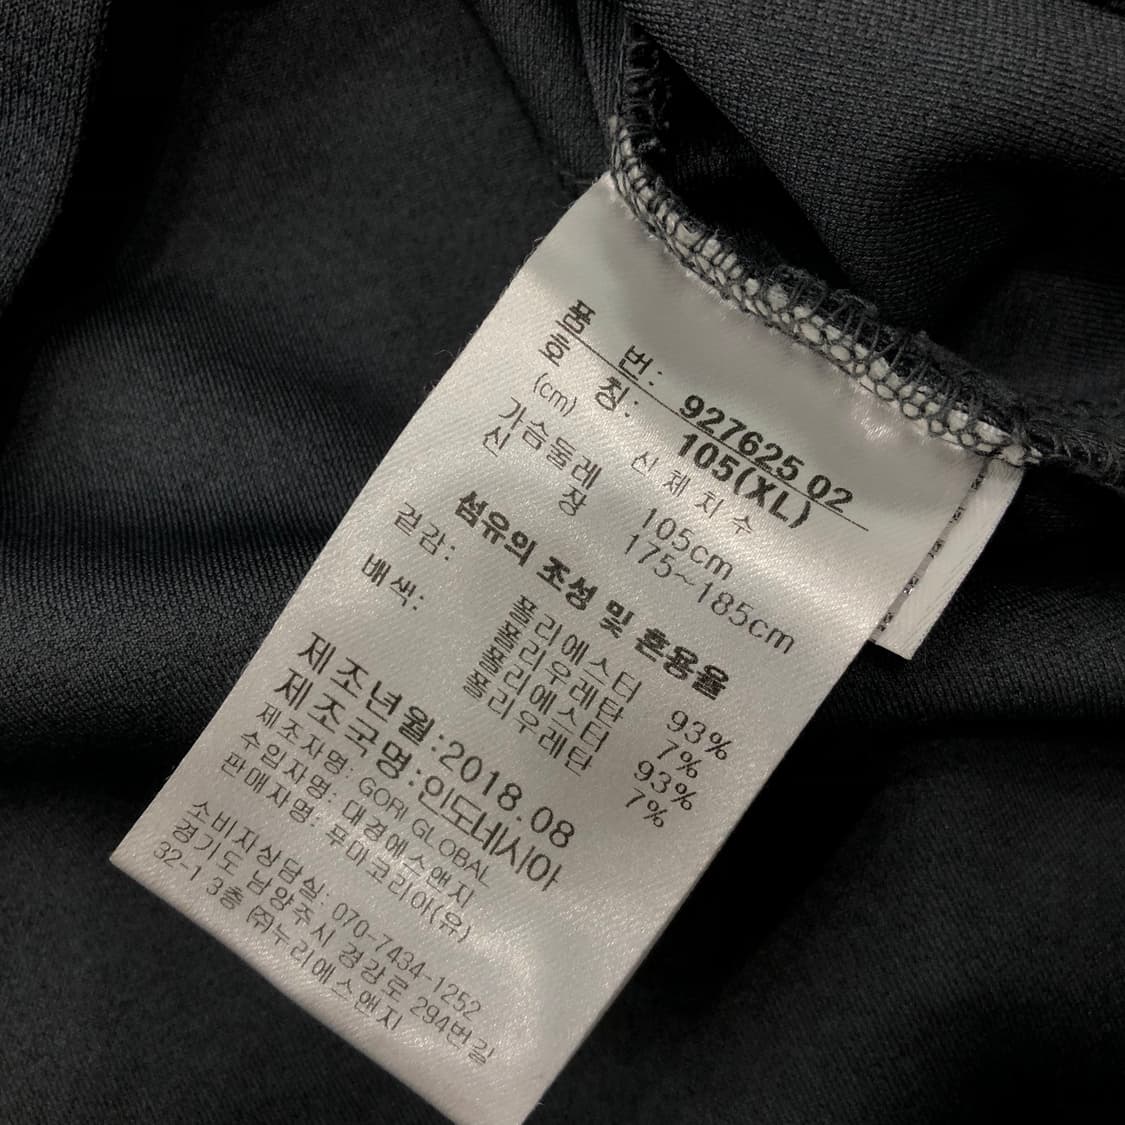 품 번: 927625 02
호 칭: 105(XL)
(cm) 신체치수
가슴둘레 105cm
신 장 175~185cm
섬유의 조성 및 혼용율
겉감: 폴리에스터 93%
폴리우레탄 7%
배색: 폴리에스터 93%
폴리우레탄 7%
제조년월:2018.08
제조국명:인도네시아
제조자명: GORI GLOBAL
수입자명: 대경에스앤지
판매자명: 푸마코리아(유)
소비자상담실: 070-7434-1252
경기도 남양주시 경강로 294번길
32-1 3층 ㈜누리에스앤지